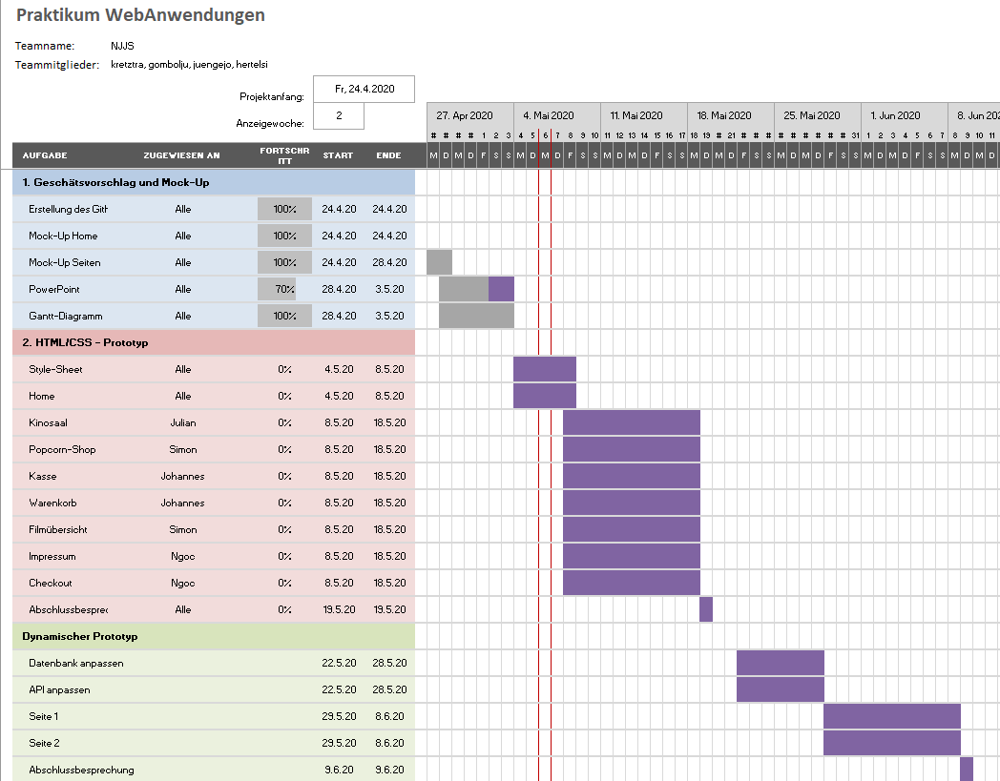 Praktikum WebAnwendungen
Teamname: NJJS
Teammitglieder: kretztra, gombolju, juengejo, hertelsi
Projektanfang: Fr, 24.4.2020
Anzeigewoche: 2
27. Apr 2020 4. Mai 2020 11. Mai 2020 18. Mai 2020 25. Mai 2020 1. Jun 2020 8. Jun 202
# # # # 1 2 3 4 5 6 7 8 9 10 11 12 13 14 15 16 17 18 19 # 21 # # # # # # # # # 31 1 2 3 4 5 6 7 8 9 10 11
AUFGABE ZUGEWIESEN AN FORTSCHR ITT START ENDE M D M D F S S M D M D F S S M D M D F S S M D M D F S S M D M D F S S M D M D F S S M D M D
1. Geschätsvorschlag und Mock-Up
Erstellung des Gith Alle 100% 24.4.20 24.4.20
Mock-Up Home Alle 100% 24.4.20 24.4.20
Mock-Up Seiten Alle 100% 24.4.20 28.4.20
PowerPoint Alle 70% 28.4.20 3.5.20
Gantt-Diagramm Alle 100% 28.4.20 3.5.20
2. HTML/CSS - Prototyp
Style-Sheet Alle 0% 4.5.20 8.5.20
Home Alle 0% 4.5.20 8.5.20
Kinosaal Julian 0% 8.5.20 18.5.20
Popcorn-Shop Simon 0% 8.5.20 18.5.20
Kasse Johannes 0% 8.5.20 18.5.20
Warenkorb Johannes 0% 8.5.20 18.5.20
Filmübersicht Simon 0% 8.5.20 18.5.20
Impressum Ngoc 0% 8.5.20 18.5.20
Checkout Ngoc 0% 8.5.20 18.5.20
Abschlussbesprec Alle 0% 19.5.20 19.5.20
Dynamischer Prototyp
Datenbank anpassen 22.5.20 28.5.20
API anpassen 22.5.20 28.5.20
Seite 1 29.5.20 8.6.20
Seite 2 29.5.20 8.6.20
Abschlussbesprechung 9.6.20 9.6.20